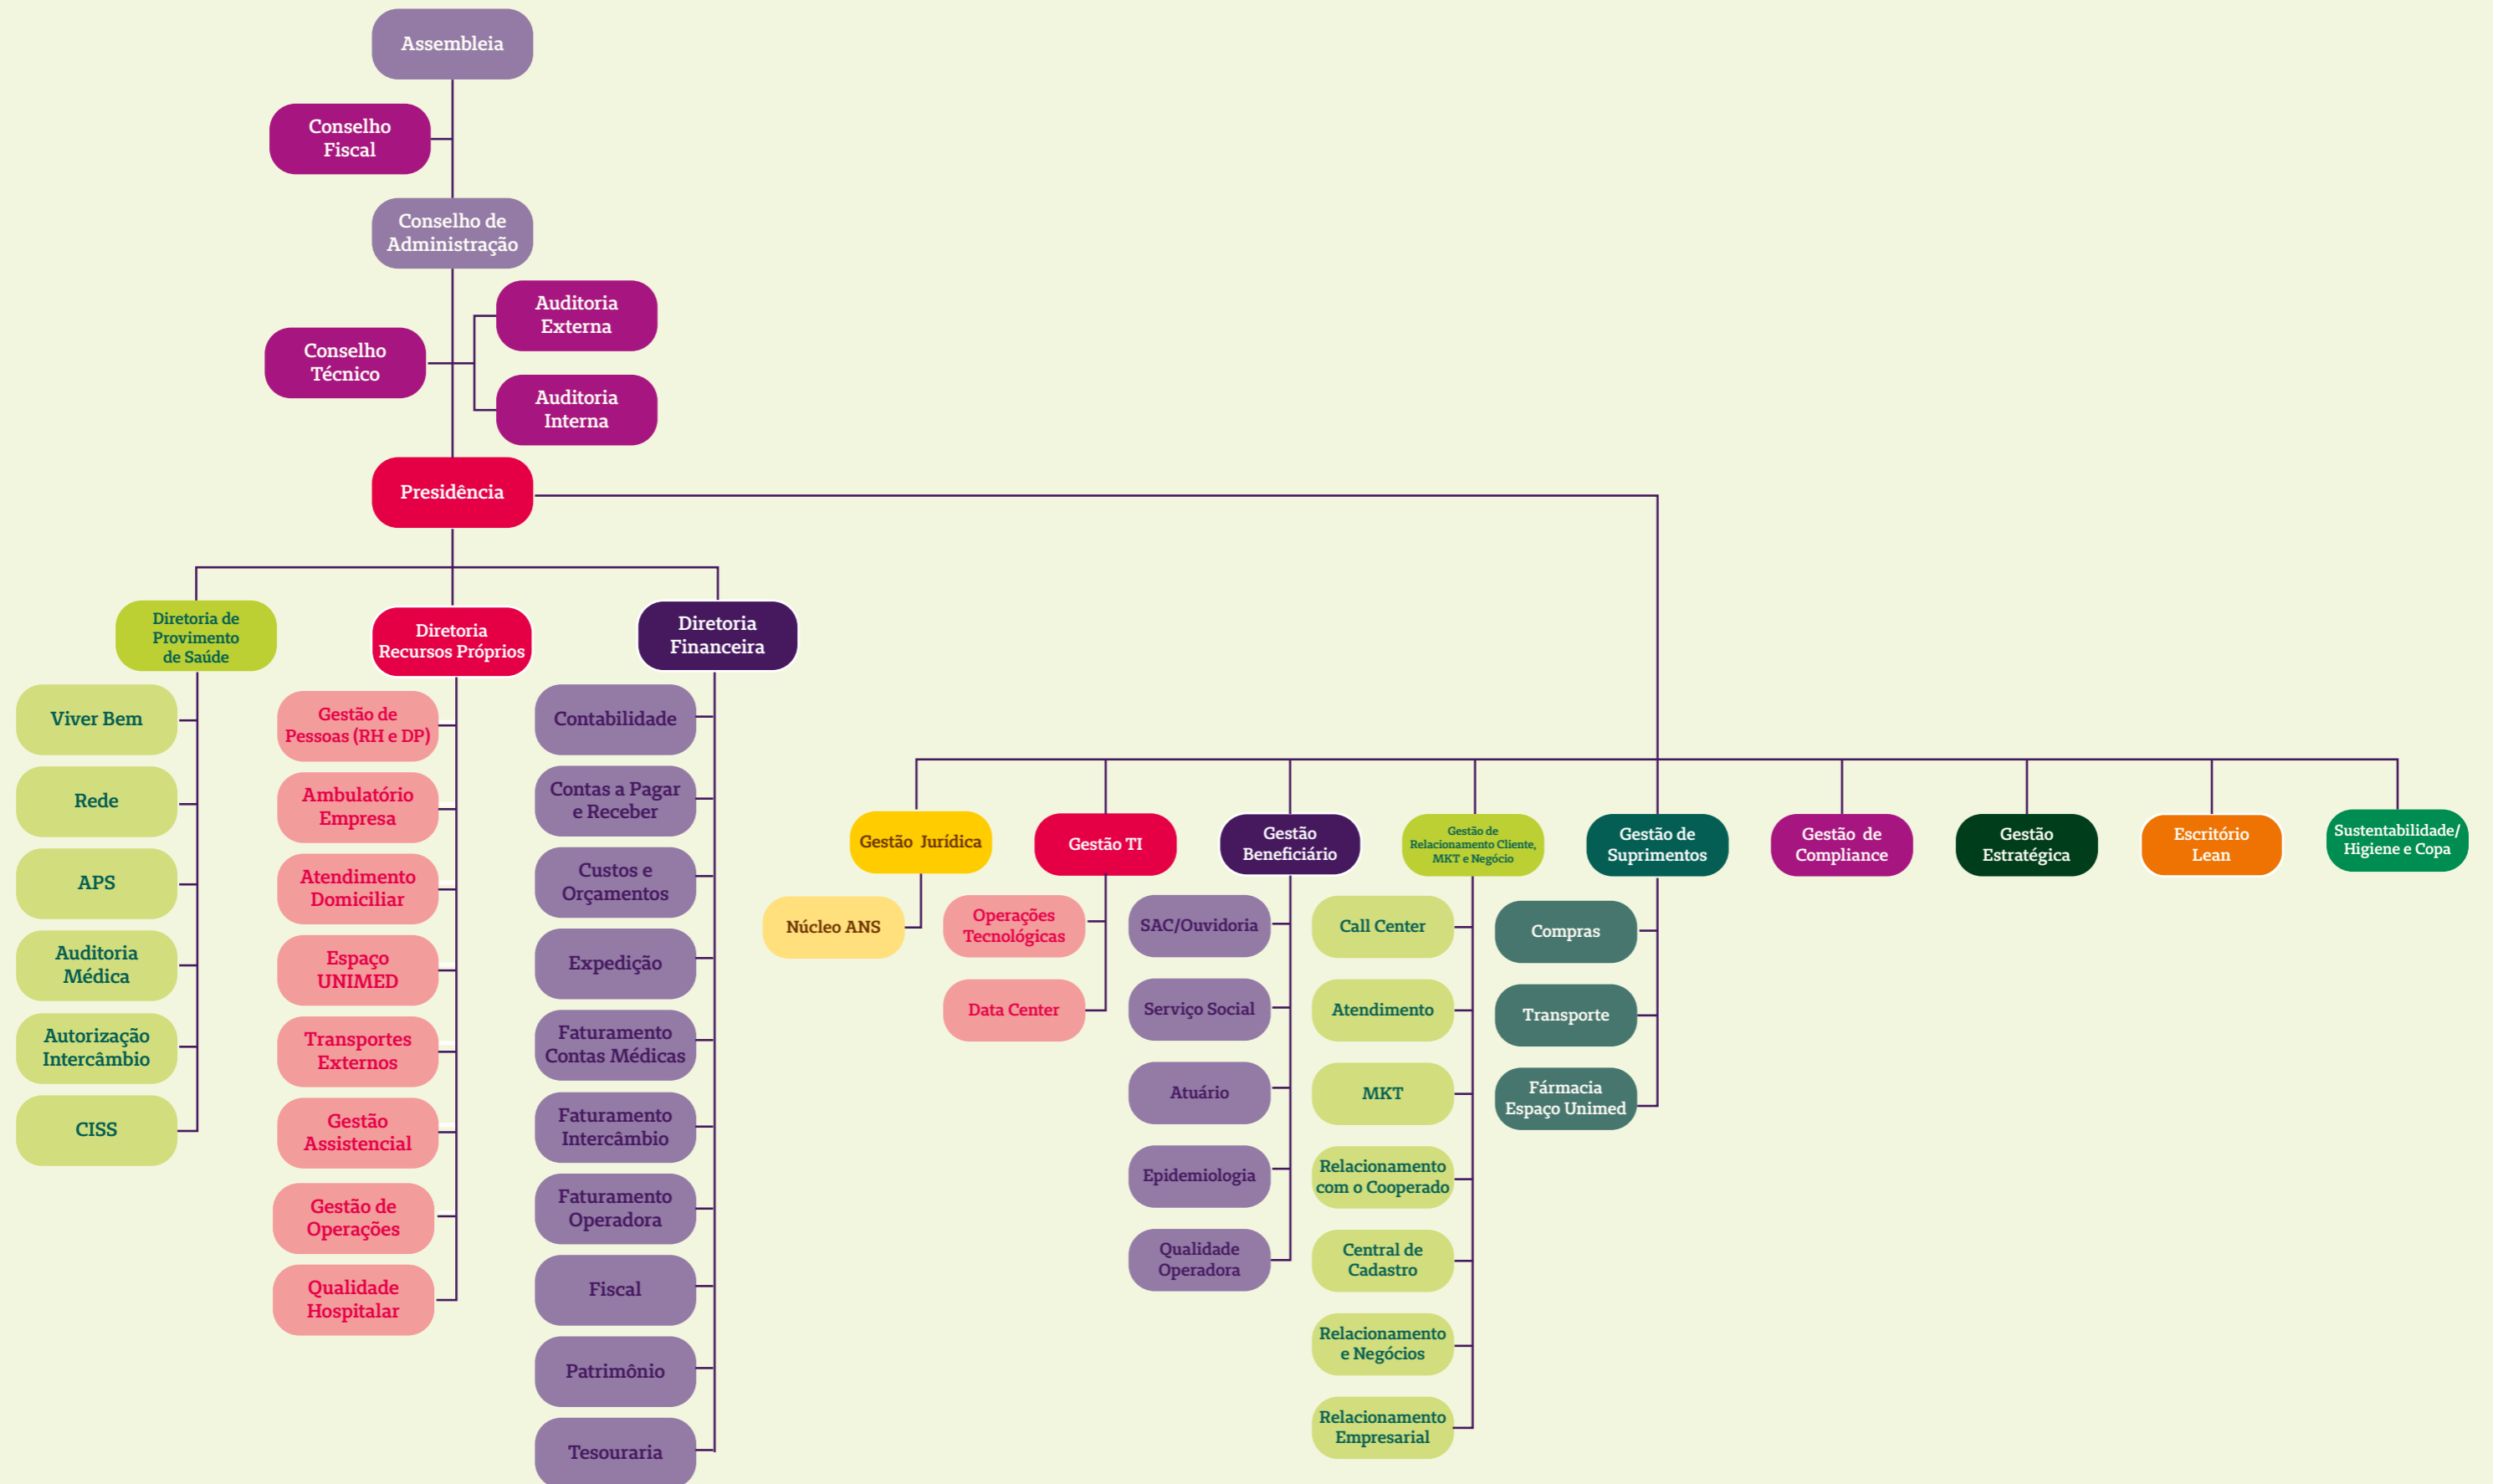 Assembleia
Conselho
Fiscal
Conselho de
Administração
Auditoria
Externa
Conselho
Técnico
Auditoria
Interna
Presidência
Diretoria de
Provimento
de Saúde
Viver Bem
Rede
APS
Auditoria
Médica
Autorização
Intercâmbio
CISS
Diretoria
Recursos Próprios
Gestão de
Pessoas (RH e DP)
Ambulatório
Empresa
Atendimento
Domiciliar
Espaço
UNIMED
Transportes
Externos
Gestão
Assistencial
Gestão de
Operações
Qualidade
Hospitalar
Diretoria
Financeira
Contabilidade
Contas a Pagar
e Receber
Custos e
Orçamentos
Expedição
Faturamento
Contas Médicas
Faturamento
Intercâmbio
Faturamento
Operadora
Fiscal
Patrimônio
Tesouraria
Gestão Jurídica
Núcleo ANS
Gestão TI
Operações
Tecnológicas
Data Center
Gestão
Beneficiário
SAC/Ouvidoria
Serviço Social
Atuário
Epidemiologia
Qualidade
Operadora
Gestão de
Relacionamento Cliente,
MKT e Negócio
Call Center
Atendimento
MKT
Relacionamento
com o Cooperado
Central de
Cadastro
Relacionamento
e Negócios
Relacionamento
Empresarial
Gestão de
Suprimentos
Compras
Transporte
Fármacia
Espaço Unimed
Gestão de
Compliance
Gestão
Estratégica
Escritório
Lean
Sustentabilidade/
Higiene e Copa